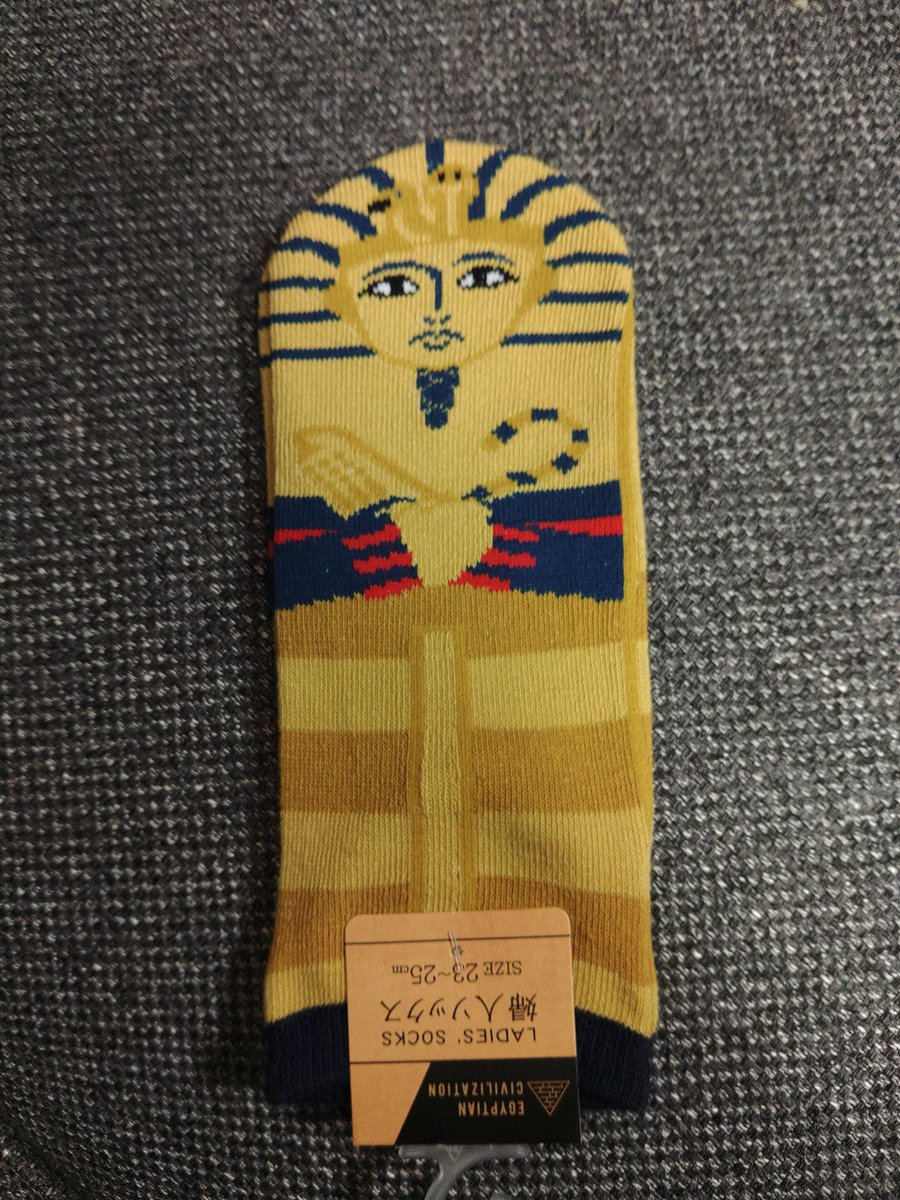 EGYPTIAN
CIVILIZATION
LADIES' SOCKS
婦人ソックス
SIZE 23~25cm